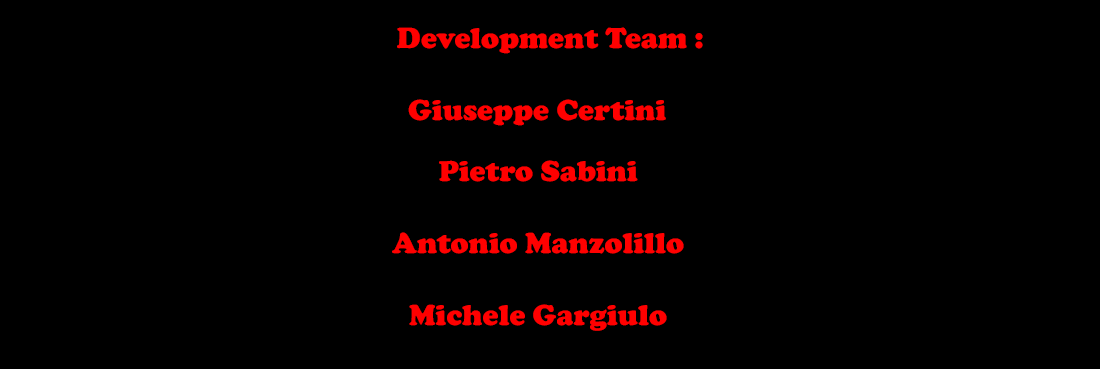 Development Team :
Giuseppe Certini
Pietro Sabini
Antonio Manzolillo
Michele Gargiulo